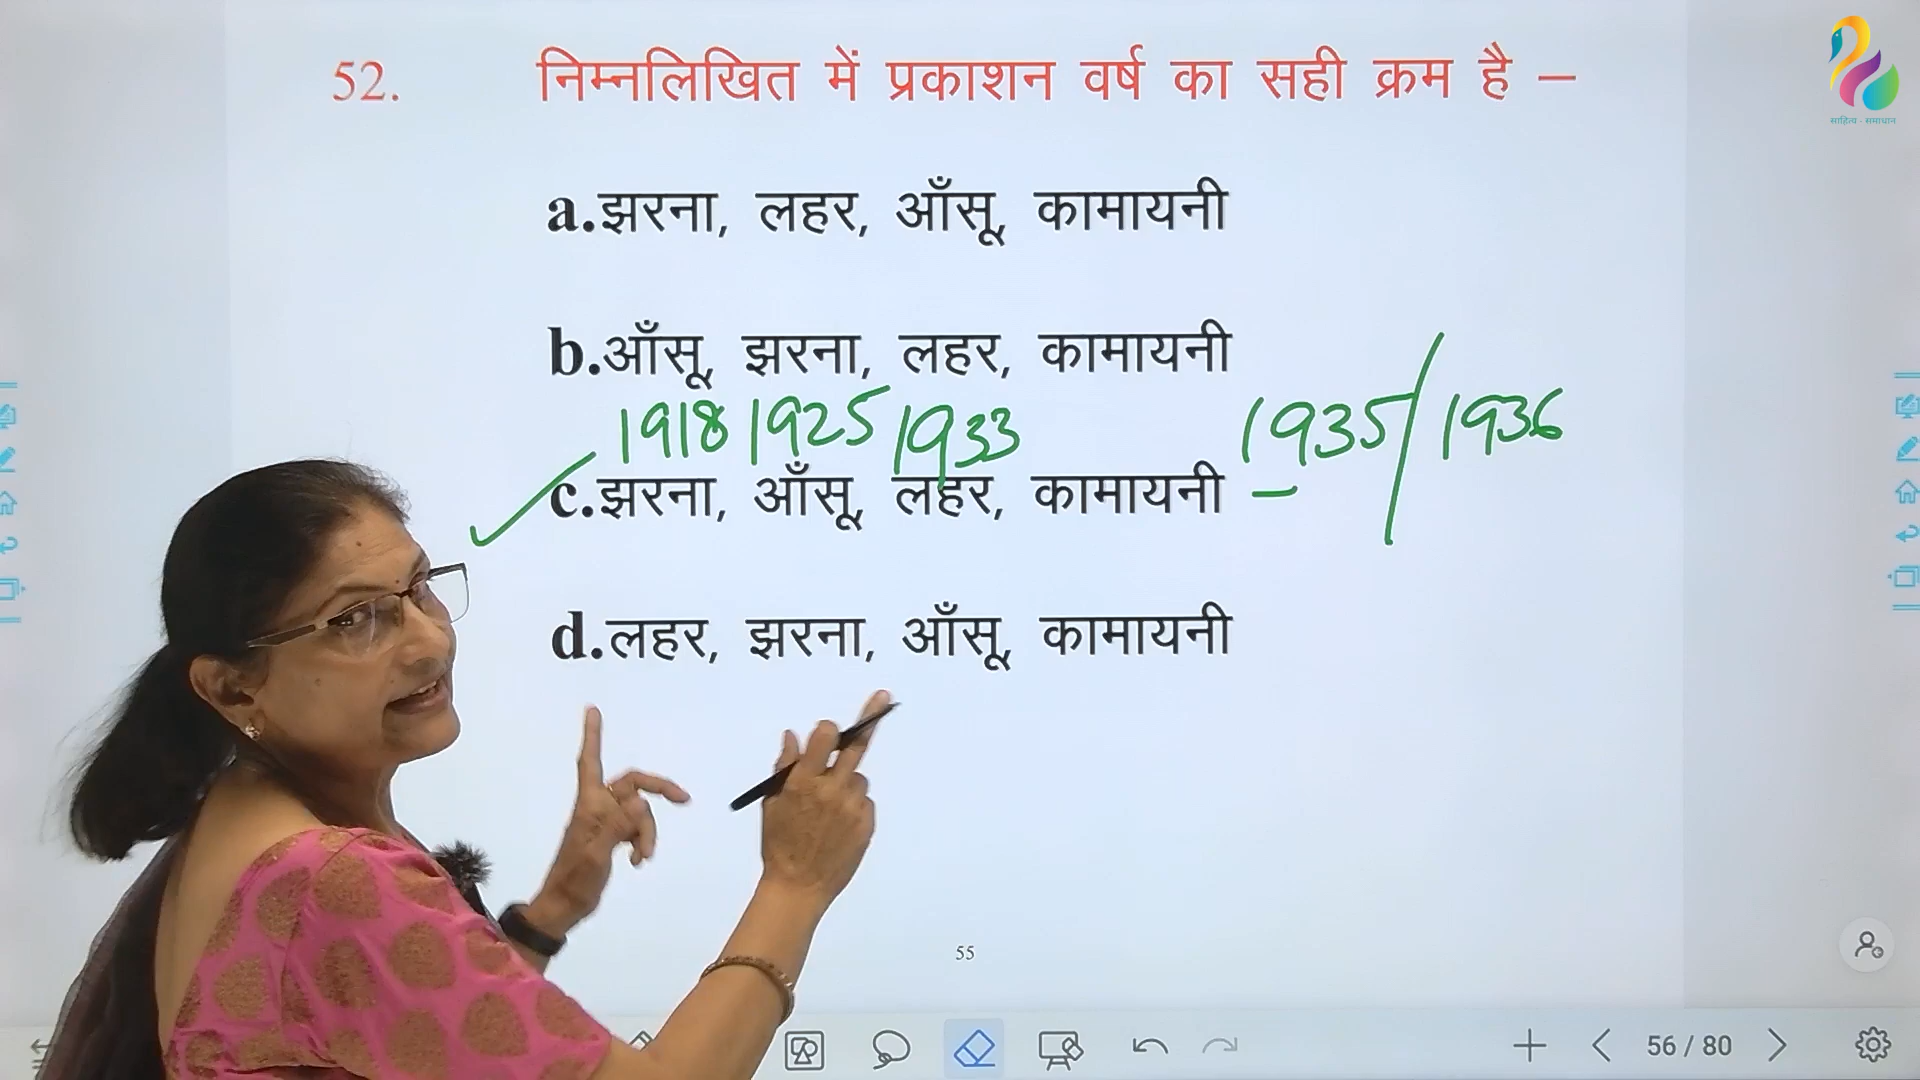 52. निम्नलिखित में प्रकाशन वर्ष का सही क्रम है –
साहित्य - समाधान
a.झरना, लहर, आँसू, कामायनी
b.आँसू, झरना, लहर, कामायनी
1918 1925 1933 1935/1936
c.झरना, आँसू, लहर, कामायनी –
d.लहर, झरना, आँसू, कामायनी
55
56 / 80